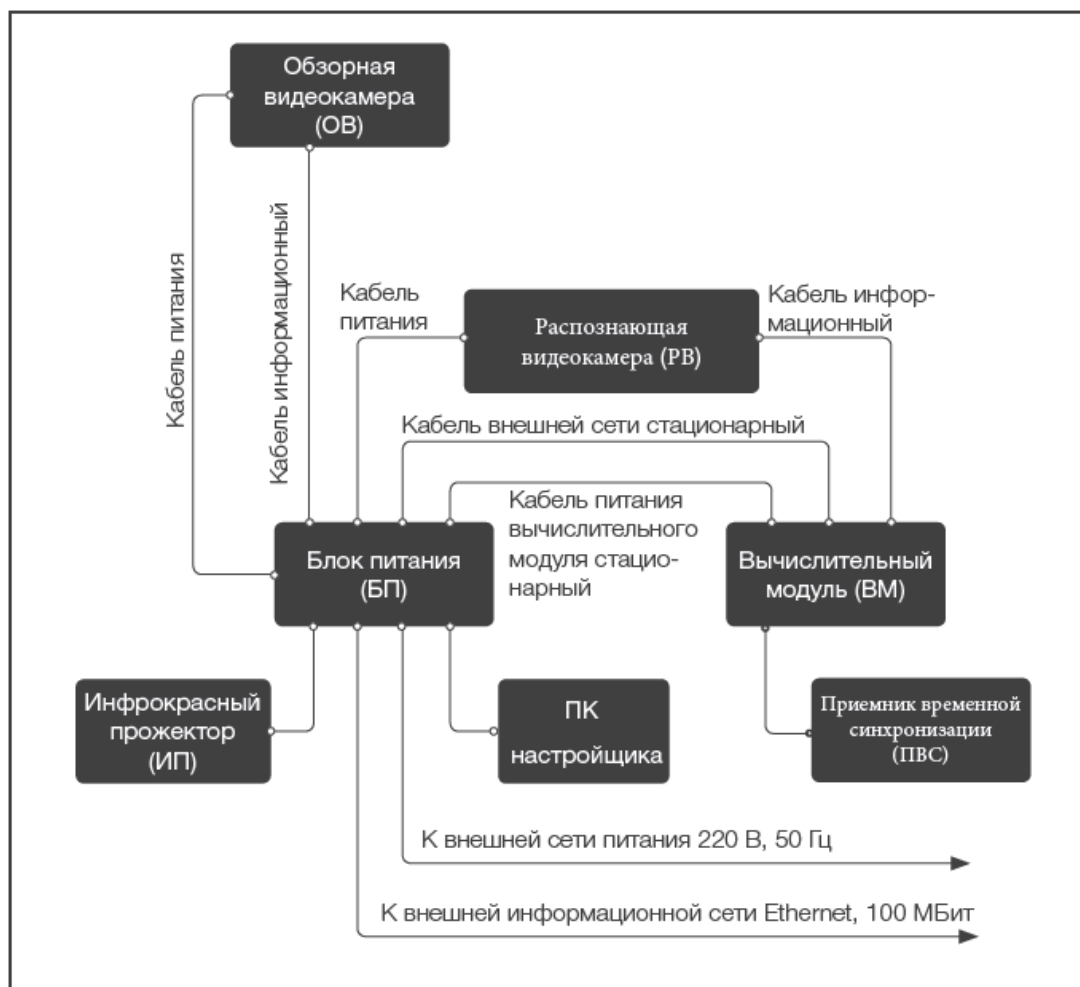 Обзорная
видеокамера
(ОВ)
Кабель питания
Кабель информационный
Кабель
питания
Распознающая
видеокамера (РВ)
Кабель инфор-
мационный
Кабель внешней сети стационарный
Кабель питания
вычислительного
модуля стацио-
нарный
Блок питания
(БП)
Вычислительный
модуль (ВМ)
Инфрокрасный
прожектор
(ИП)
ПК
настройщика
Приемник временной
синхронизации
(ПВС)
К внешней сети питания 220 В, 50 Гц
К внешней информационной сети Ethernet, 100 МБит